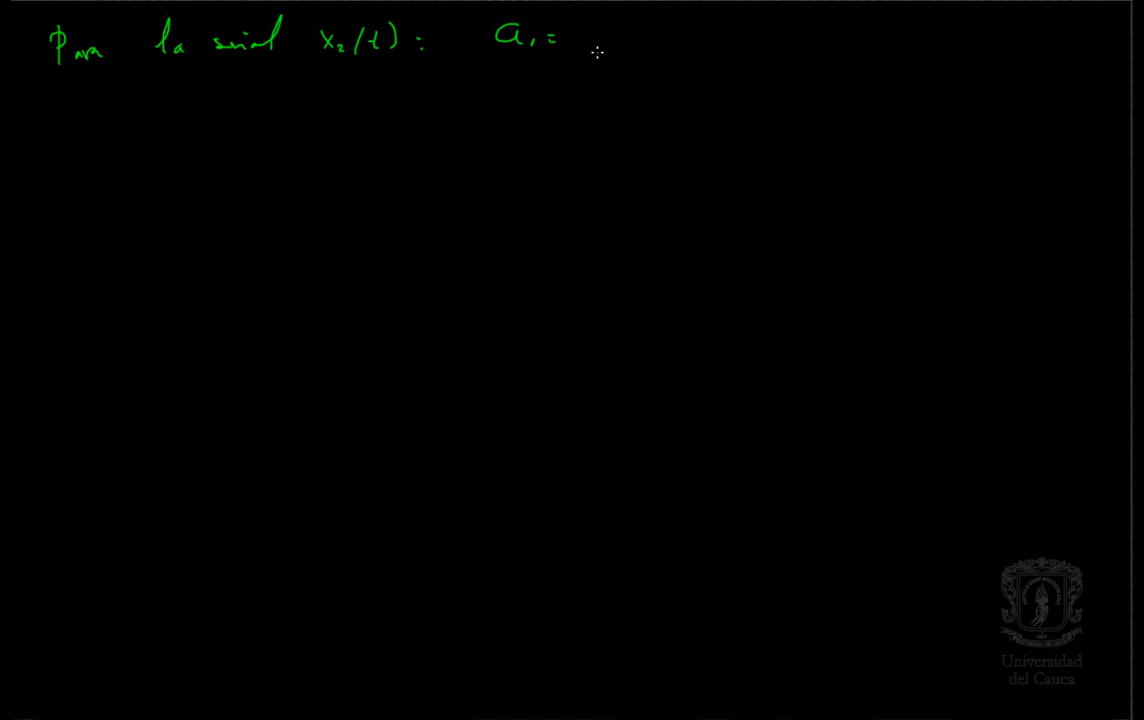 Para la señal x₂(t): a₁=
Universidad
del Cauca